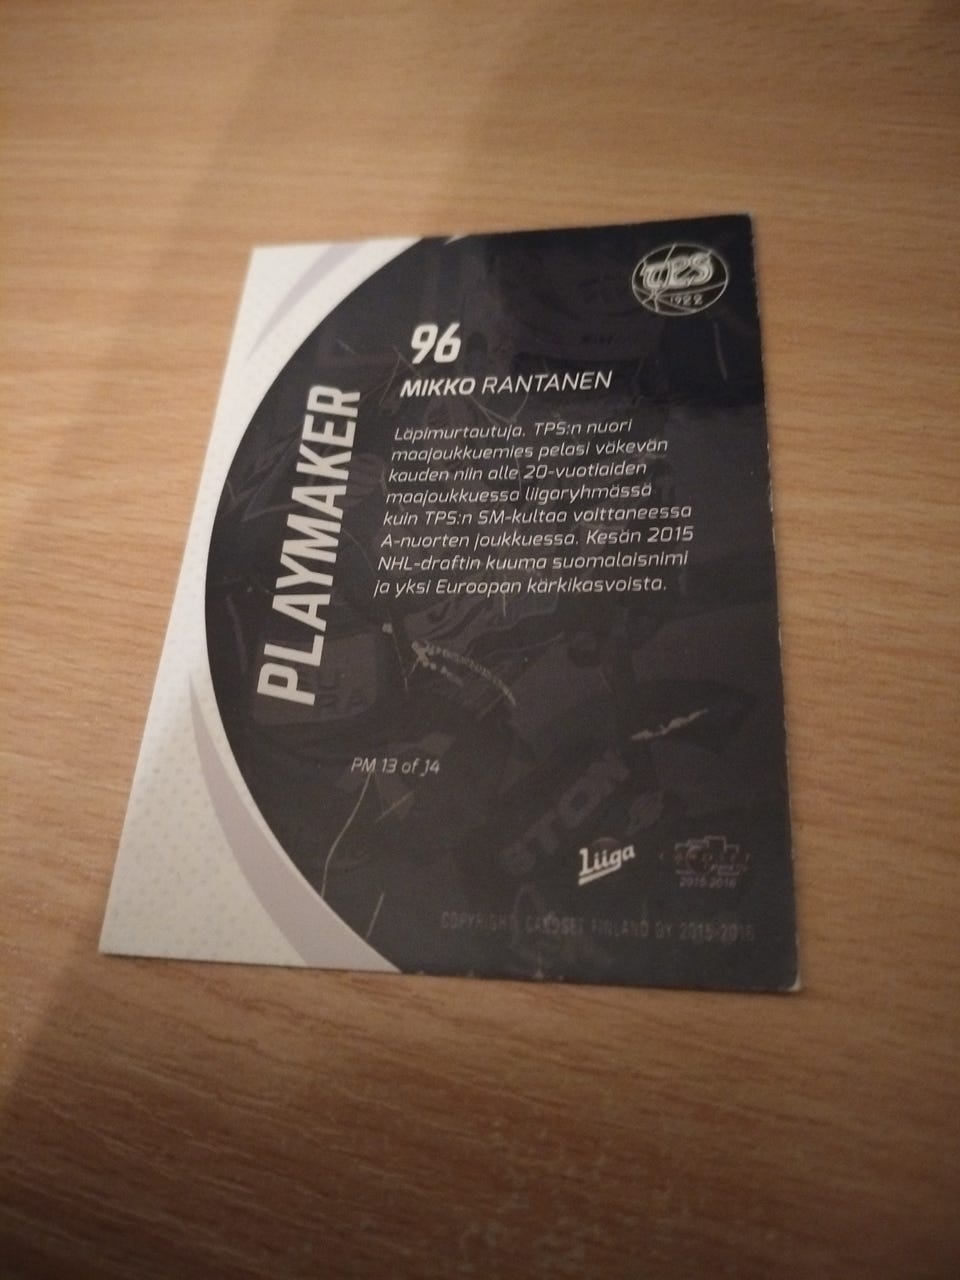 TPS
1922
96
MIKKO RANTANEN
PLAYMAKER
Läpimurtautuja. TPS:n nuori
maajoukkuemies pelasi väkevän
kauden niin alle 20-vuotiaiden
maajoukkuessa liigaryhmässä
kuin TPS:n SM-kultaa voittaneessa
A-nuorten joukkuessa. Kesän 2015
NHL-draftin kuuma suomalaisnimi
ja yksi Euroopan kärkikasvoista.
PM 13 of 14
Liiga
2015-2016
COPYRIGHT CARDSET FINLAND OY 2015-2016